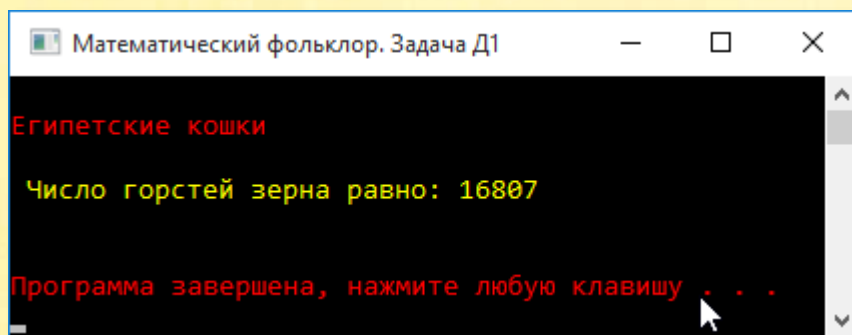 Математический фольклор. Задача Д1
Египетские кошки
Число горстей зерна равно: 16807
Программа завершена, нажмите любую клавишу . . .